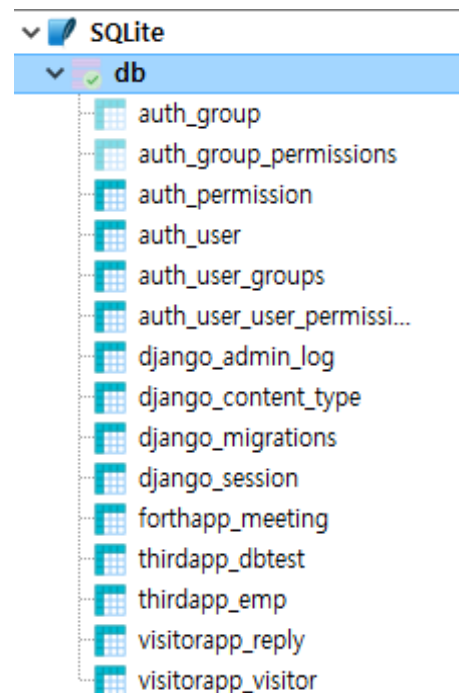 SQLite
db
auth_group
auth_group_permissions
auth_permission
auth_user
auth_user_groups
auth_user_user_permissi...
django_admin_log
django_content_type
django_migrations
django_session
forthapp_meeting
thirdapp_dbtest
thirdapp_emp
visitorapp_reply
visitorapp_visitor